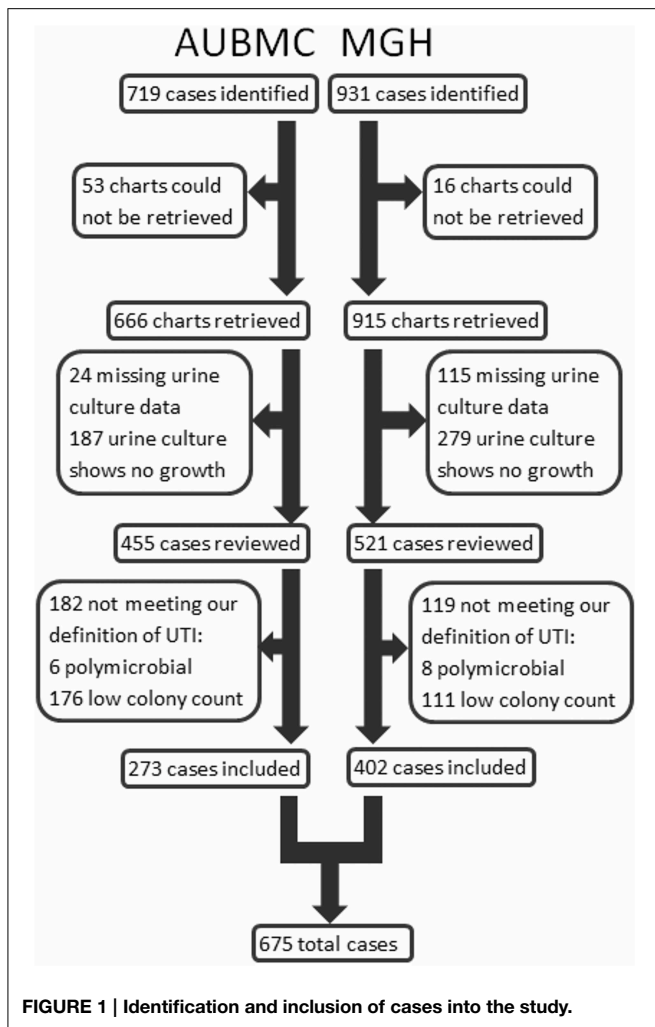 AUBMC MGH
719 cases identified
931 cases identified
53 charts could
not be retrieved
16 charts could
not be retrieved
666 charts retrieved
915 charts retrieved
24 missing urine
culture data
187 urine culture
shows no growth
115 missing urine
culture data
279 urine culture
shows no growth
455 cases reviewed
521 cases reviewed
182 not meeting our
definition of UTI:
6 polymicrobial
176 low colony count
119 not meeting our
definition of UTI:
8 polymicrobial
111 low colony count
273 cases included
402 cases included
675 total cases
FIGURE 1 | Identification and inclusion of cases into the study.